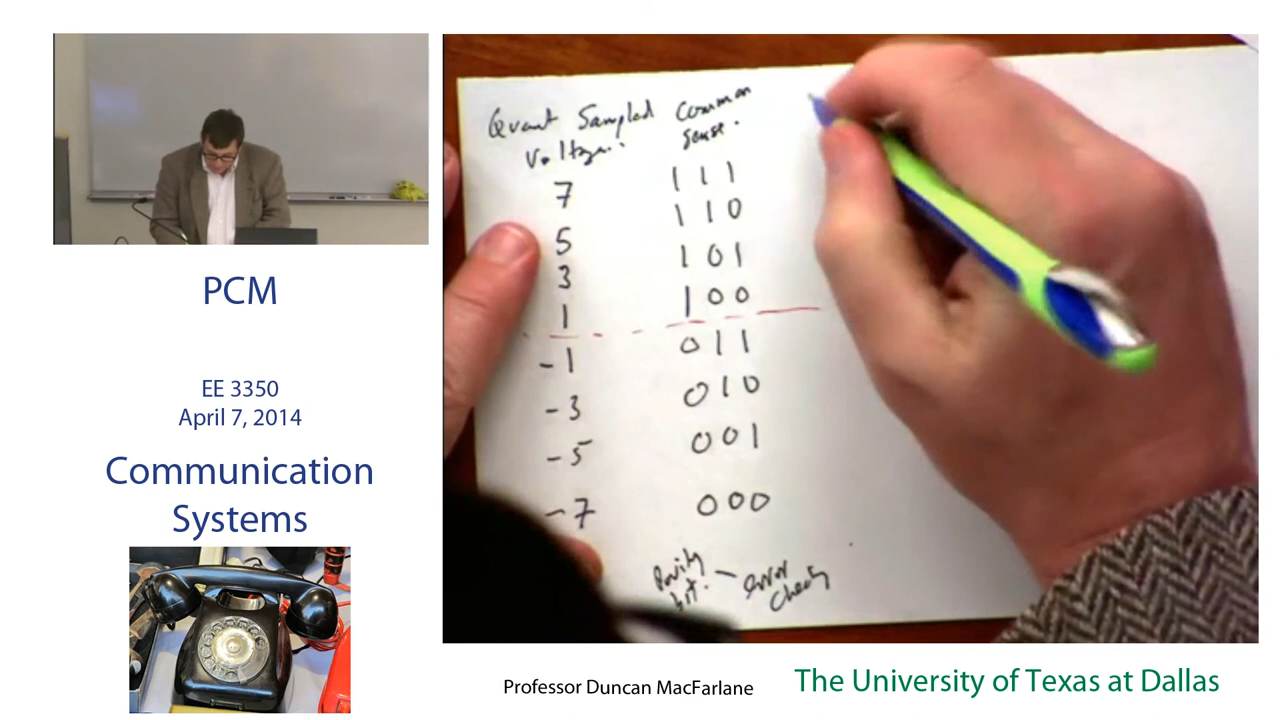 PCM
EE 3350
April 7, 2014
Communication
Systems
Quant Sampled Common
Voltage. sense.
7 111
5 110
3 101
1 100
-1 011
-3 010
-5 001
-7 000
Parity — error
bit. check
Professor Duncan MacFarlane
The University of Texas at Dallas